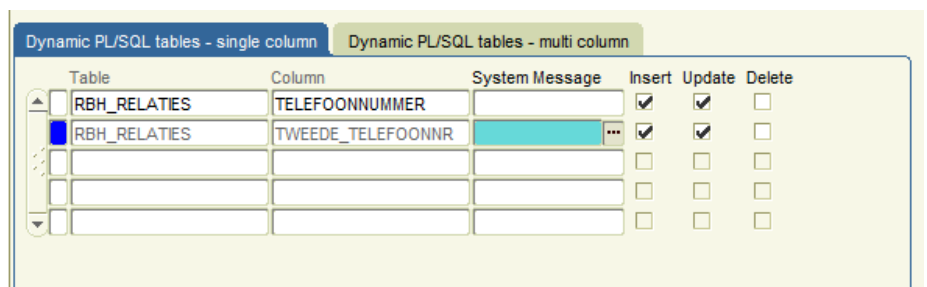 Dynamic PL/SQL tables - single column Dynamic PL/SQL tables - multi column
Table Column System Message Insert Update Delete
RBH_RELATIES TELEFOONNUMMER
RBH_RELATIES TWEEDE_TELEFOONNR ...